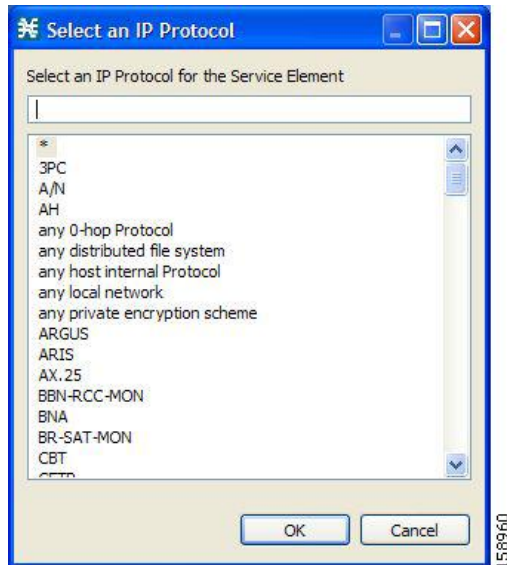 Select an IP Protocol
Select an IP Protocol for the Service Element
*
3PC
A/N
AH
any 0-hop Protocol
any distributed file system
any host internal Protocol
any local network
any private encryption scheme
ARGUS
ARIS
AX.25
BBN-RCC-MON
BNA
BR-SAT-MON
CBT
OK Cancel
158960